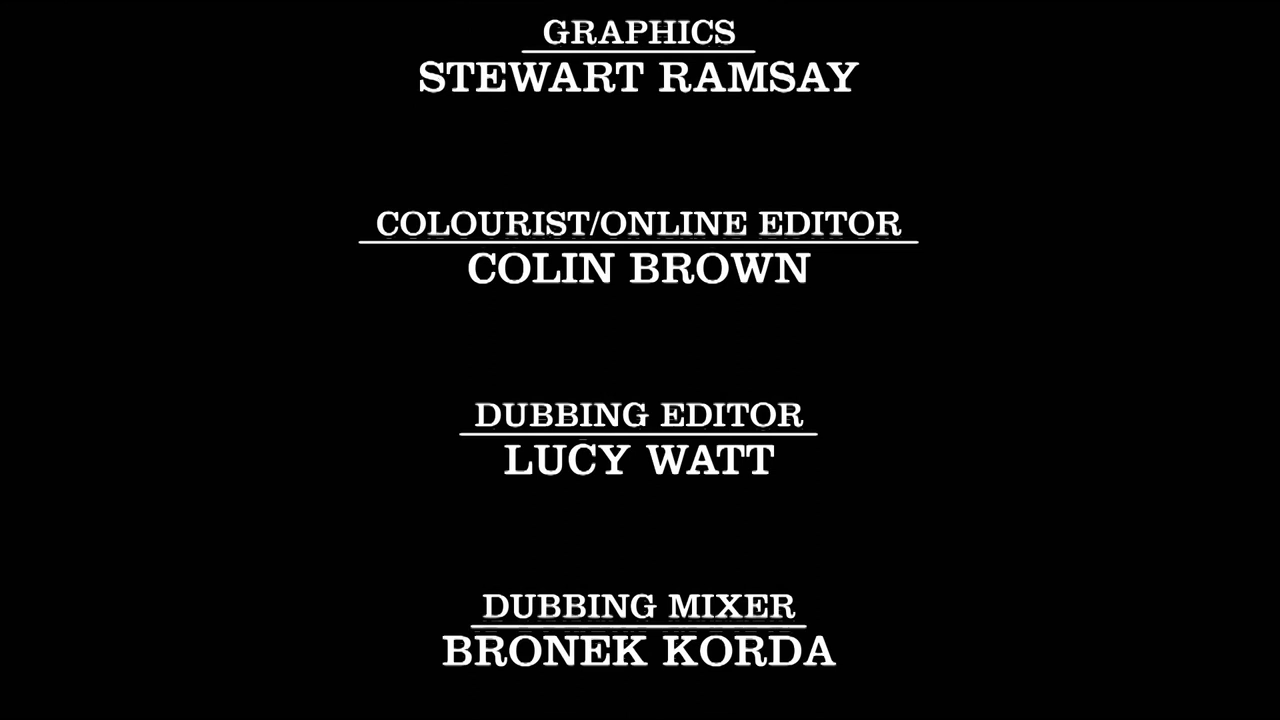 GRAPHICS
STEWART RAMSAY
COLOURIST/ONLINE EDITOR
COLIN BROWN
DUBBING EDITOR
LUCY WATT
DUBBING MIXER
BRONEK KORDA